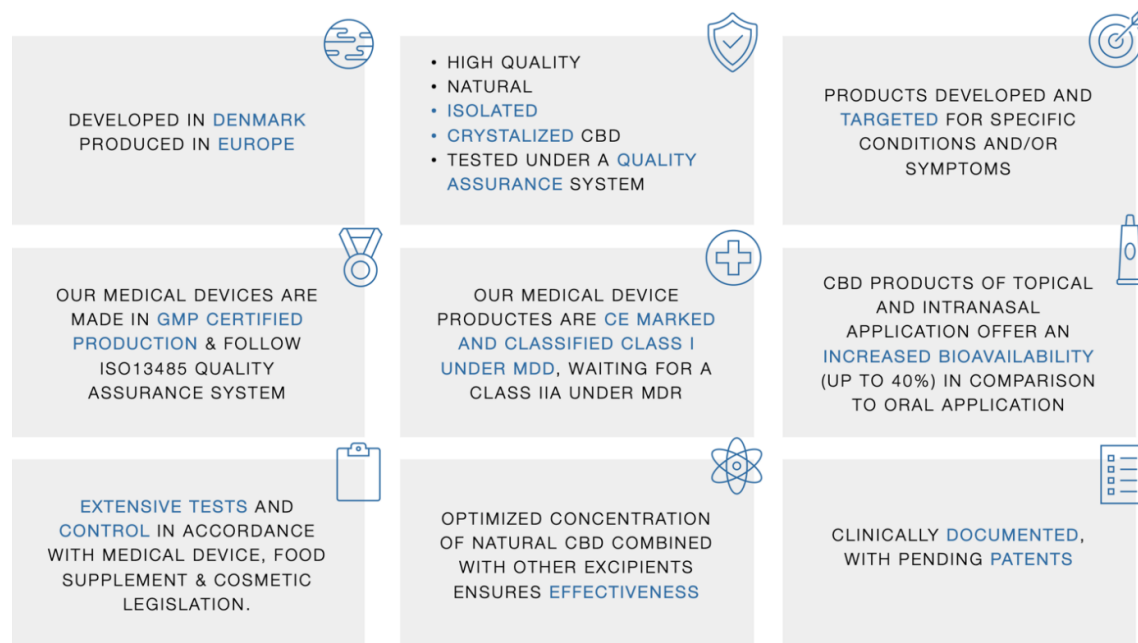 DEVELOPED IN DENMARK
PRODUCED IN EUROPE
• HIGH QUALITY
• NATURAL
• ISOLATED
• CRYSTALIZED CBD
• TESTED UNDER A QUALITY
ASSURANCE SYSTEM
PRODUCTS DEVELOPED AND
TARGETED FOR SPECIFIC
CONDITIONS AND/OR
SYMPTOMS
OUR MEDICAL DEVICES ARE
MADE IN GMP CERTIFIED
PRODUCTION & FOLLOW
ISO13485 QUALITY
ASSURANCE SYSTEM
OUR MEDICAL DEVICE
PRODUCTES ARE CE MARKED
AND CLASSIFIED CLASS I
UNDER MDD, WAITING FOR A
CLASS IIA UNDER MDR
CBD PRODUCTS OF TOPICAL
AND INTRANASAL
APPLICATION OFFER AN
INCREASED BIOAVAILABILITY
(UP TO 40%) IN COMPARISON
TO ORAL APPLICATION
EXTENSIVE TESTS AND
CONTROL IN ACCORDANCE
WITH MEDICAL DEVICE, FOOD
SUPPLEMENT & COSMETIC
LEGISLATION.
OPTIMIZED CONCENTRATION
OF NATURAL CBD COMBINED
WITH OTHER EXCIPIENTS
ENSURES EFFECTIVENESS
CLINICALLY DOCUMENTED,
WITH PENDING PATENTS